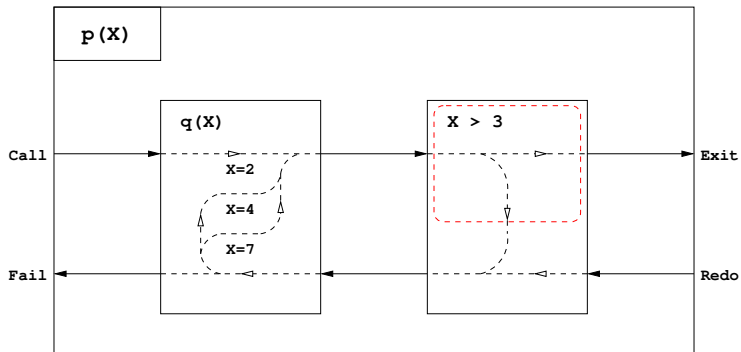 p(X)
q(X)
X > 3
Call
Exit
X=2
X=4
X=7
Fail
Redo